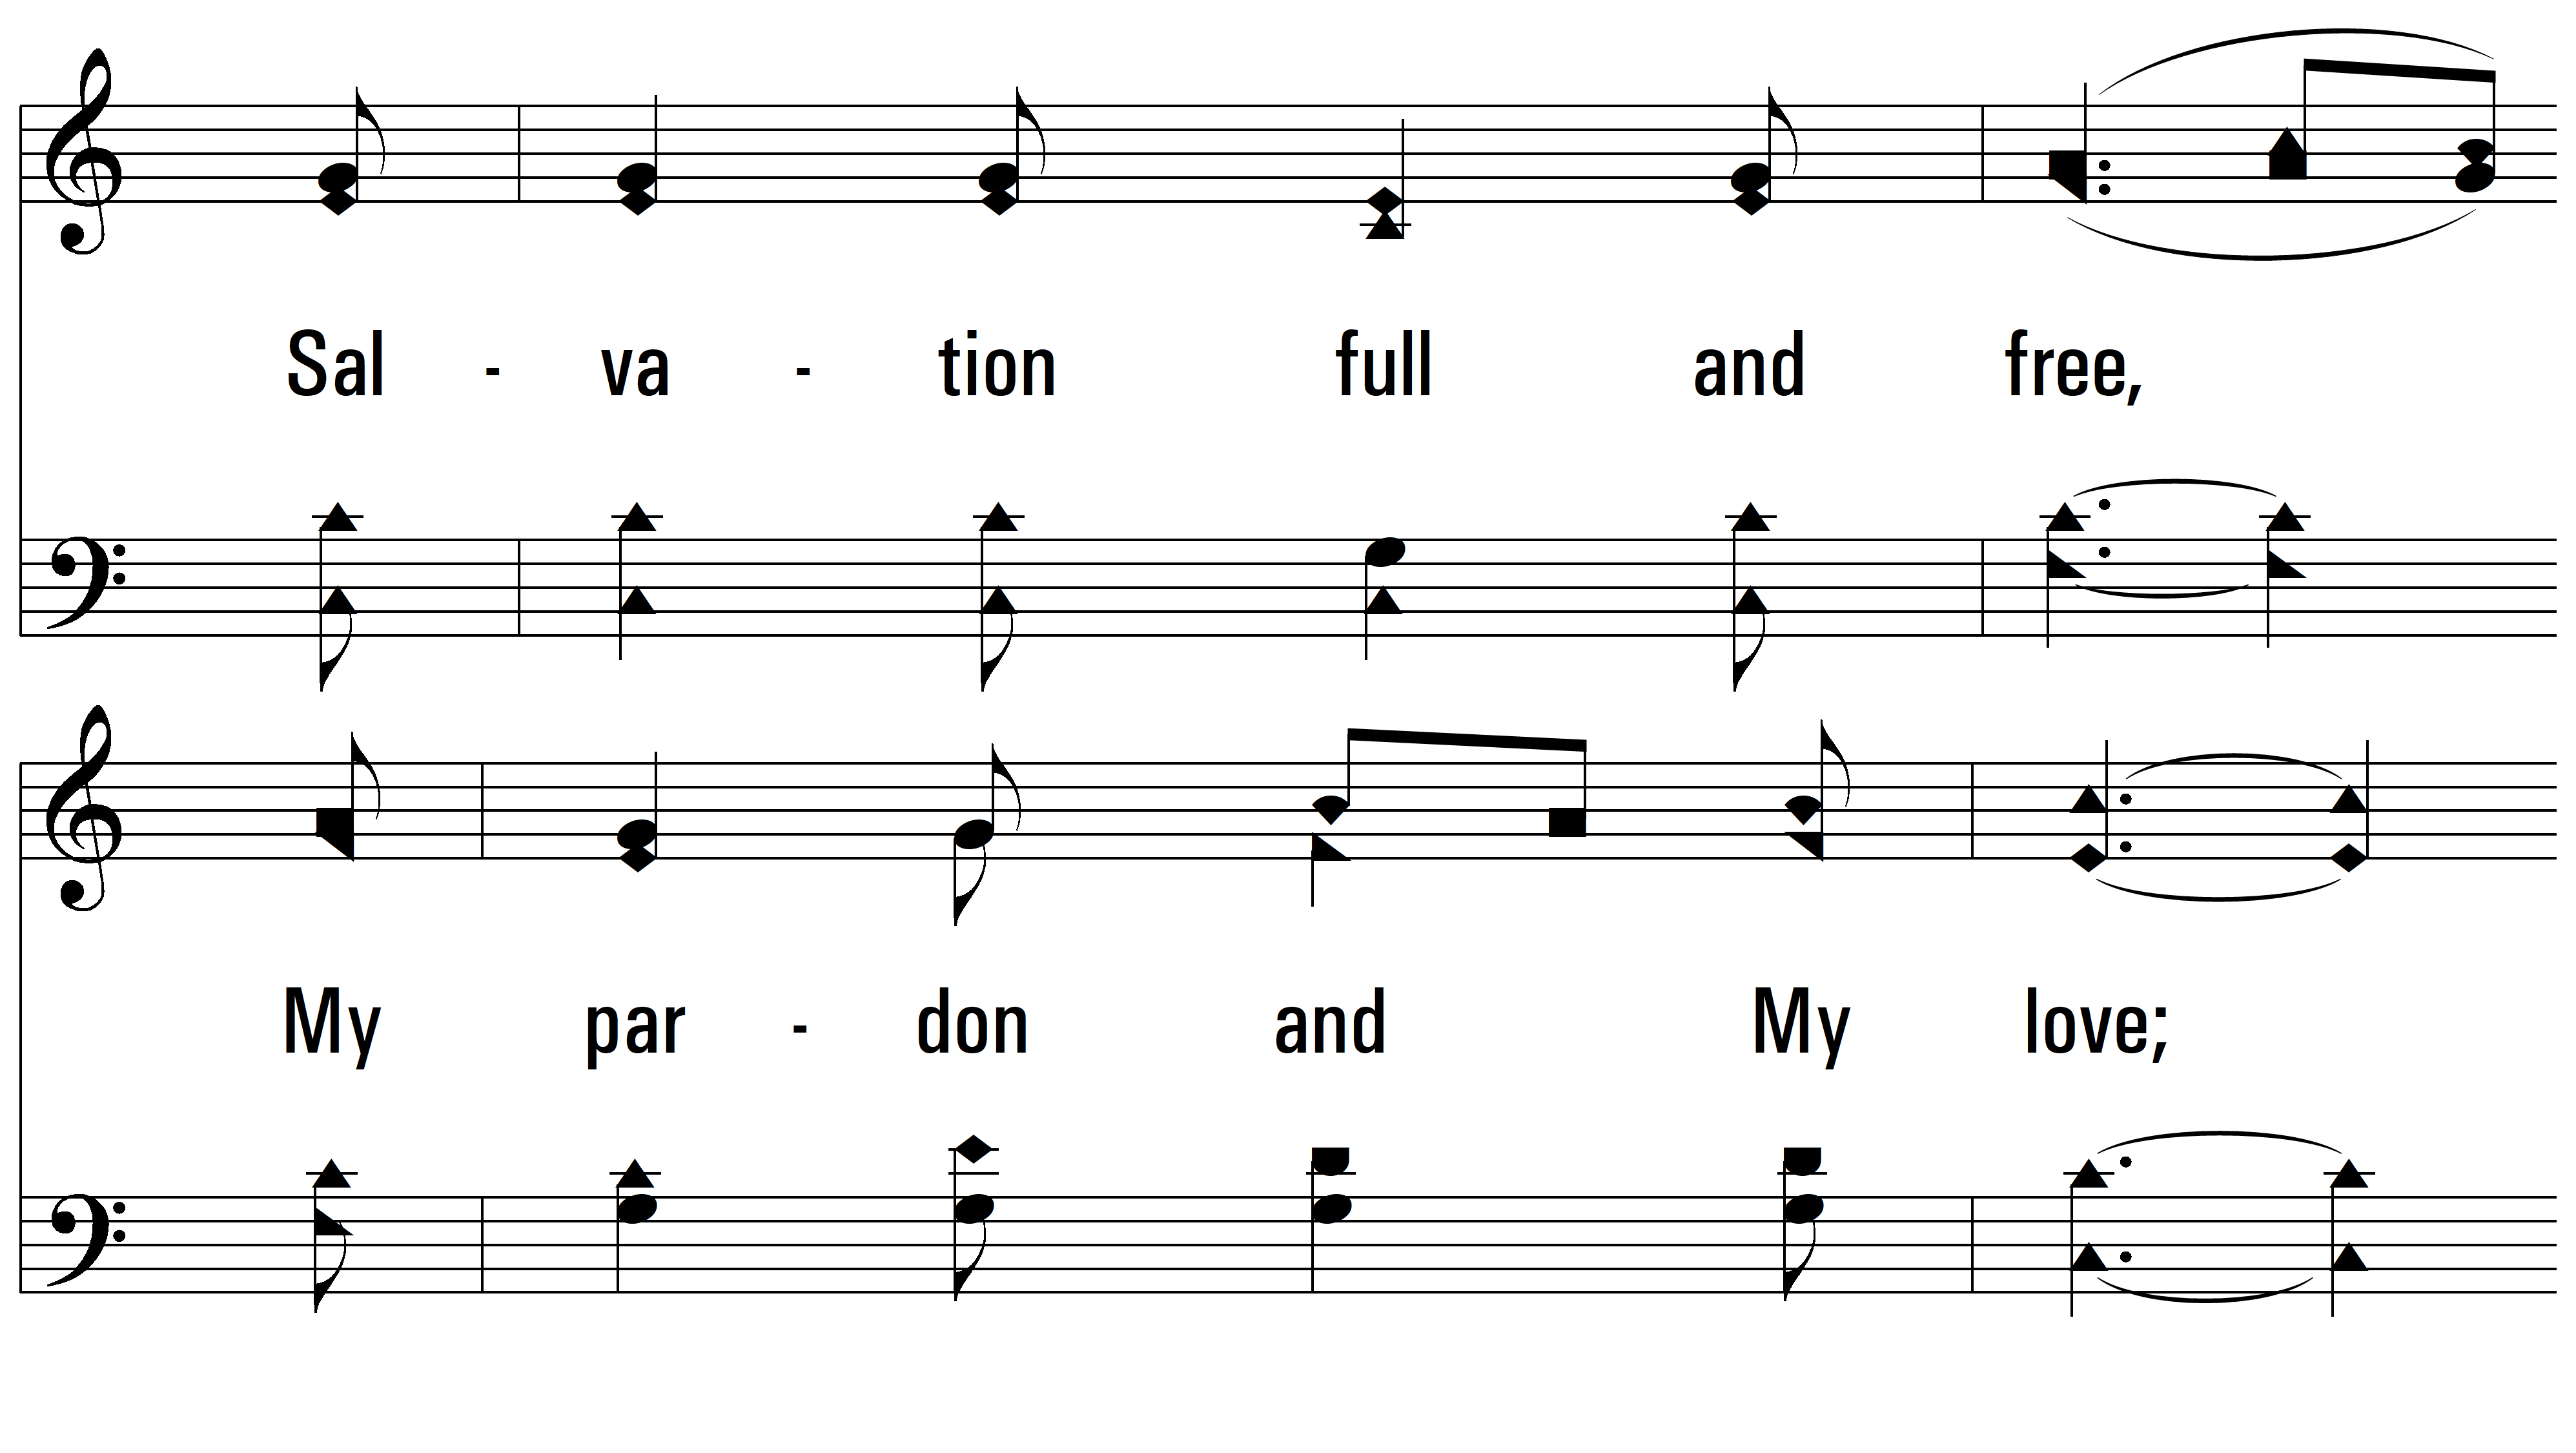 Sal - va - tion full and free,
My par - don and My love;